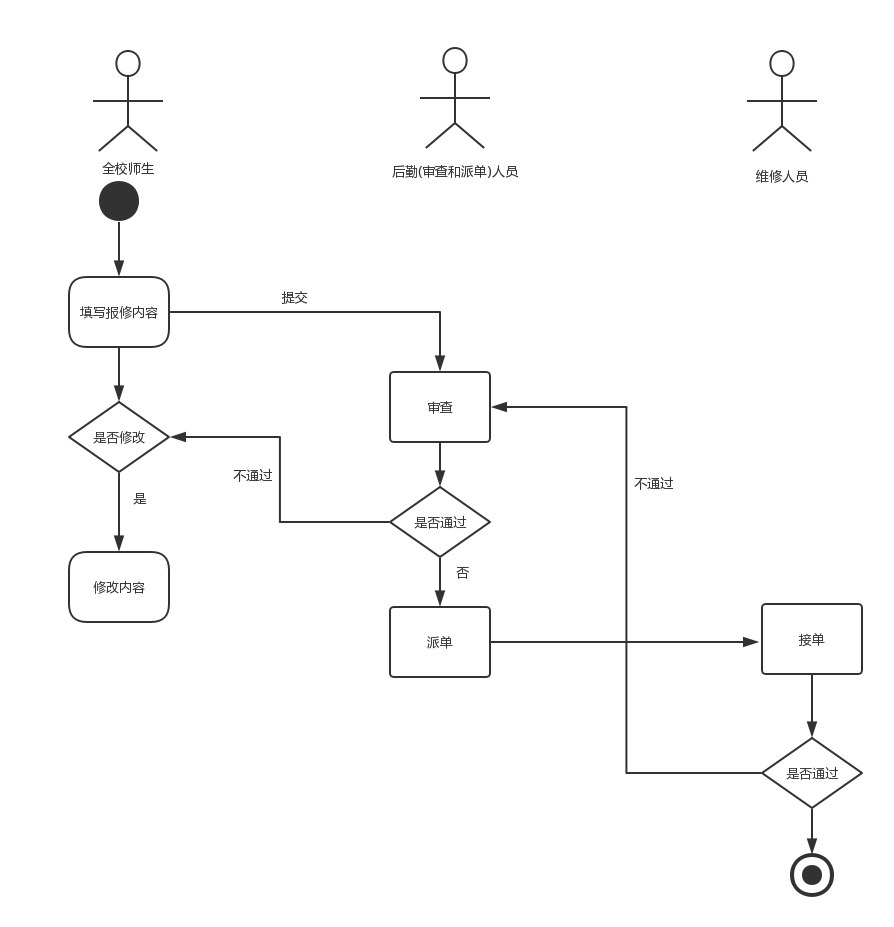 全校师生
后勤(审查和派单)人员
维修人员
填写报修内容
提交
审查
是否修改
不通过
不通过
是
是否通过
否
修改内容
派单
接单
是否通过